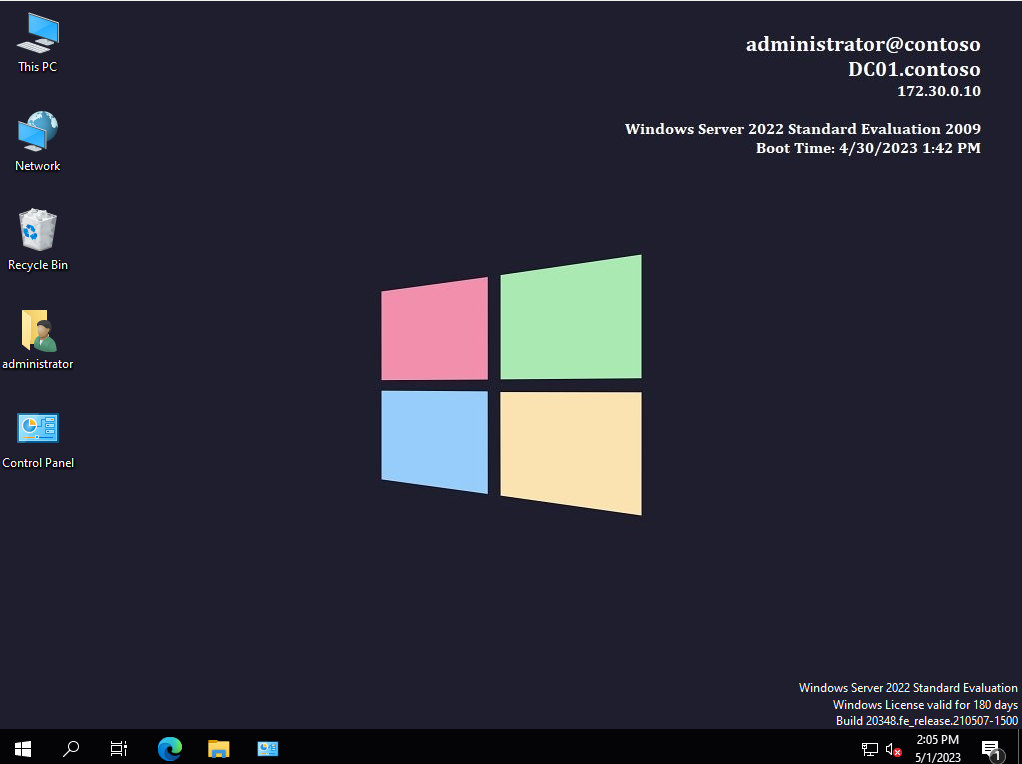 This PC
Network
Recycle Bin
administrator
Control Panel
administrator@contoso
DC01.contoso
172.30.0.10
Windows Server 2022 Standard Evaluation 2009
Boot Time: 4/30/2023 1:42 PM
Windows Server 2022 Standard Evaluation
Windows License valid for 180 days
Build 20348.fe_release.210507-1500
2:05 PM
5/1/2023
1